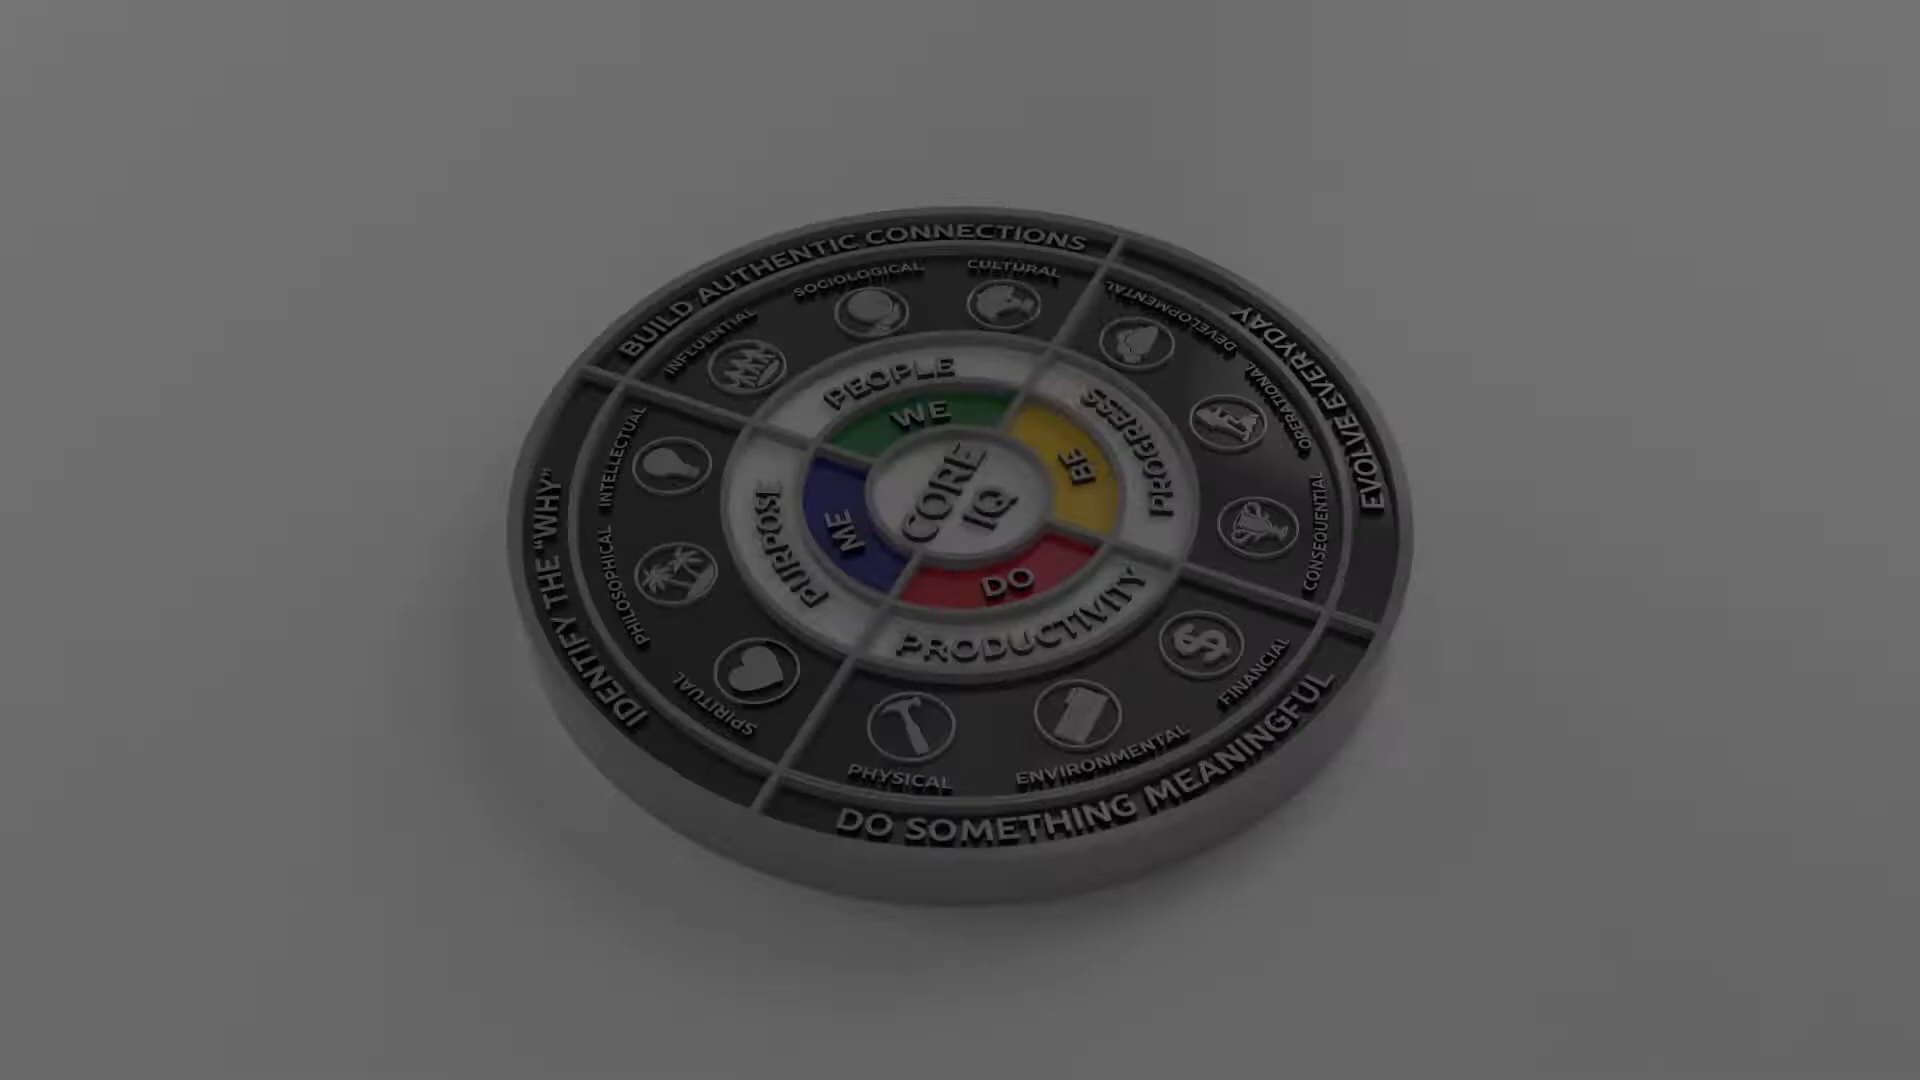 BUILD AUTHENTIC CONNECTIONS
INFLUENTIAL
SOCIOLOGICAL
CULTURAL
PEOPLE
WE
EVOLVE EVERYDAY
DEVELOPMENTAL
OPERATIONAL
CONSEQUENTIAL
PROGRESS
BE
CORE
IQ
IDENTIFY THE "WHY"
INTELLECTUAL
PHILOSOPHICAL
SPIRITUAL
PURPOSE
ME
DO
PRODUCTIVITY
PHYSICAL
ENVIRONMENTAL
FINANCIAL
DO SOMETHING MEANINGFUL